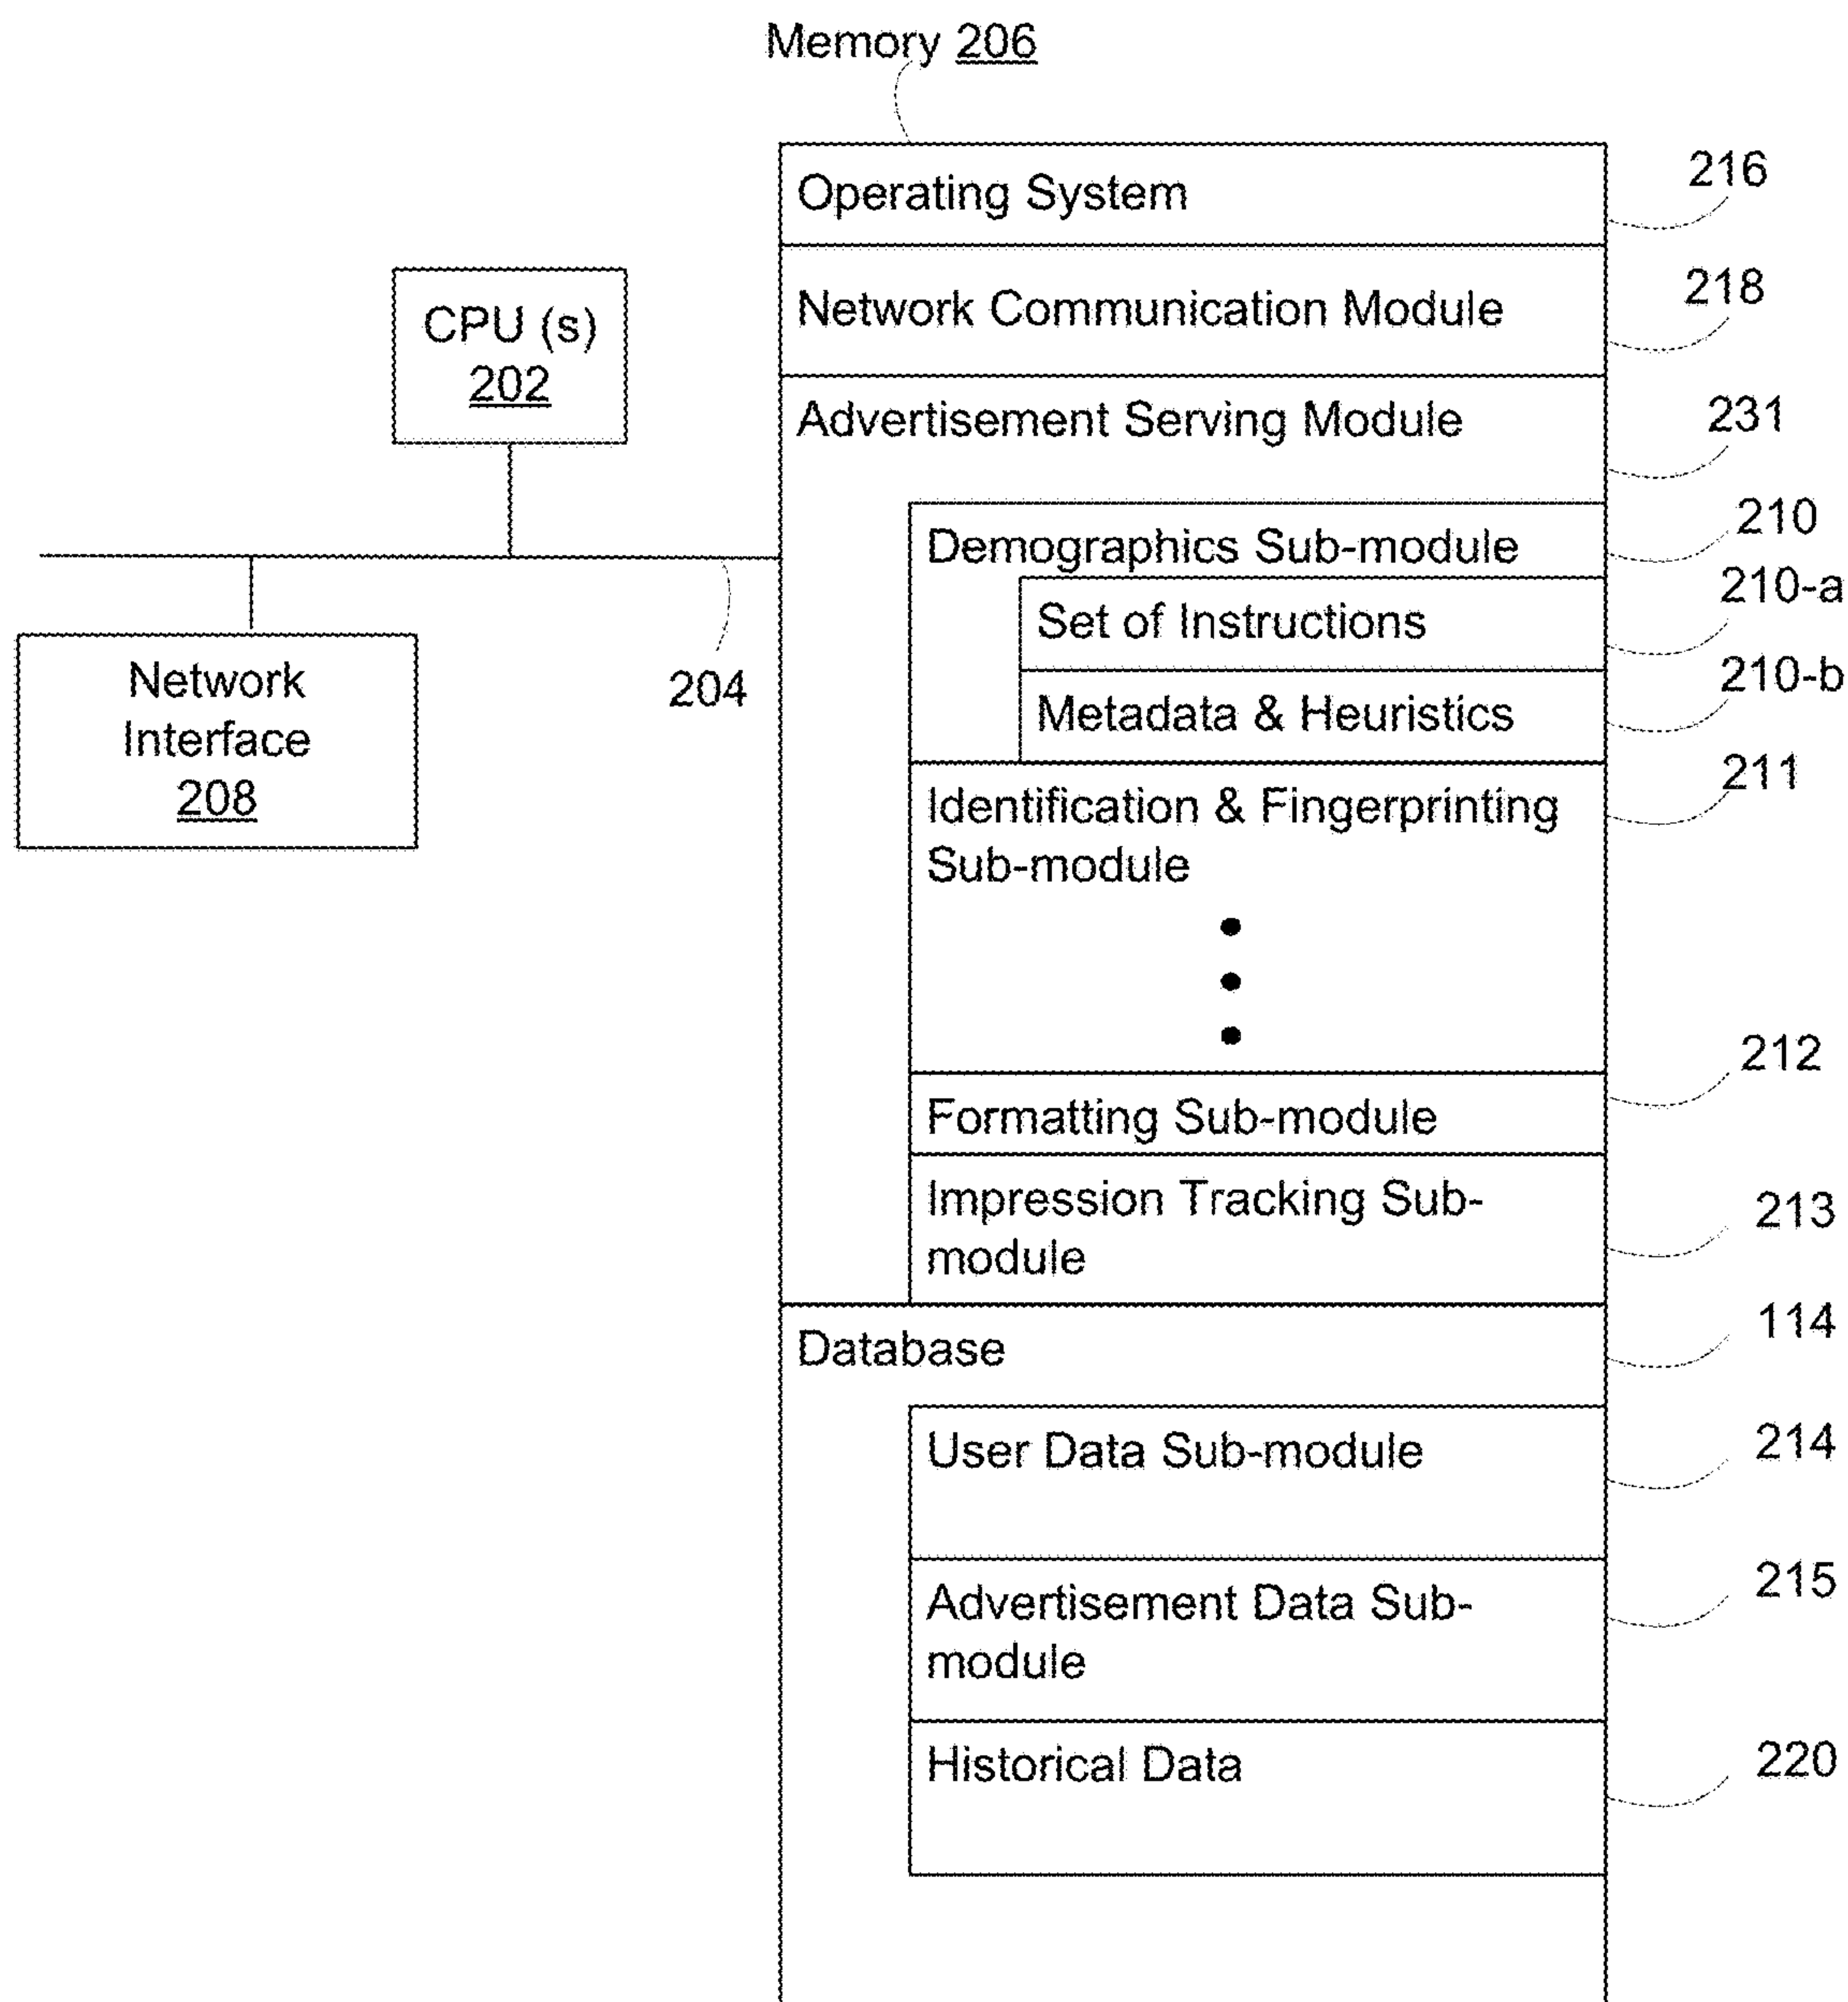 Memory 206
Operating System
216
Network Communication Module
218
CPU (s)
202
Advertisement Serving Module
231
Demographics Sub-module
210
Set of Instructions
210-a
Metadata & Heuristics
210-b
204
Network
Interface
208
Identification & Fingerprinting
Sub-module
211
Formatting Sub-module
212
Impression Tracking Sub-
module
213
Database
114
User Data Sub-module
214
Advertisement Data Sub-
module
215
Historical Data
220